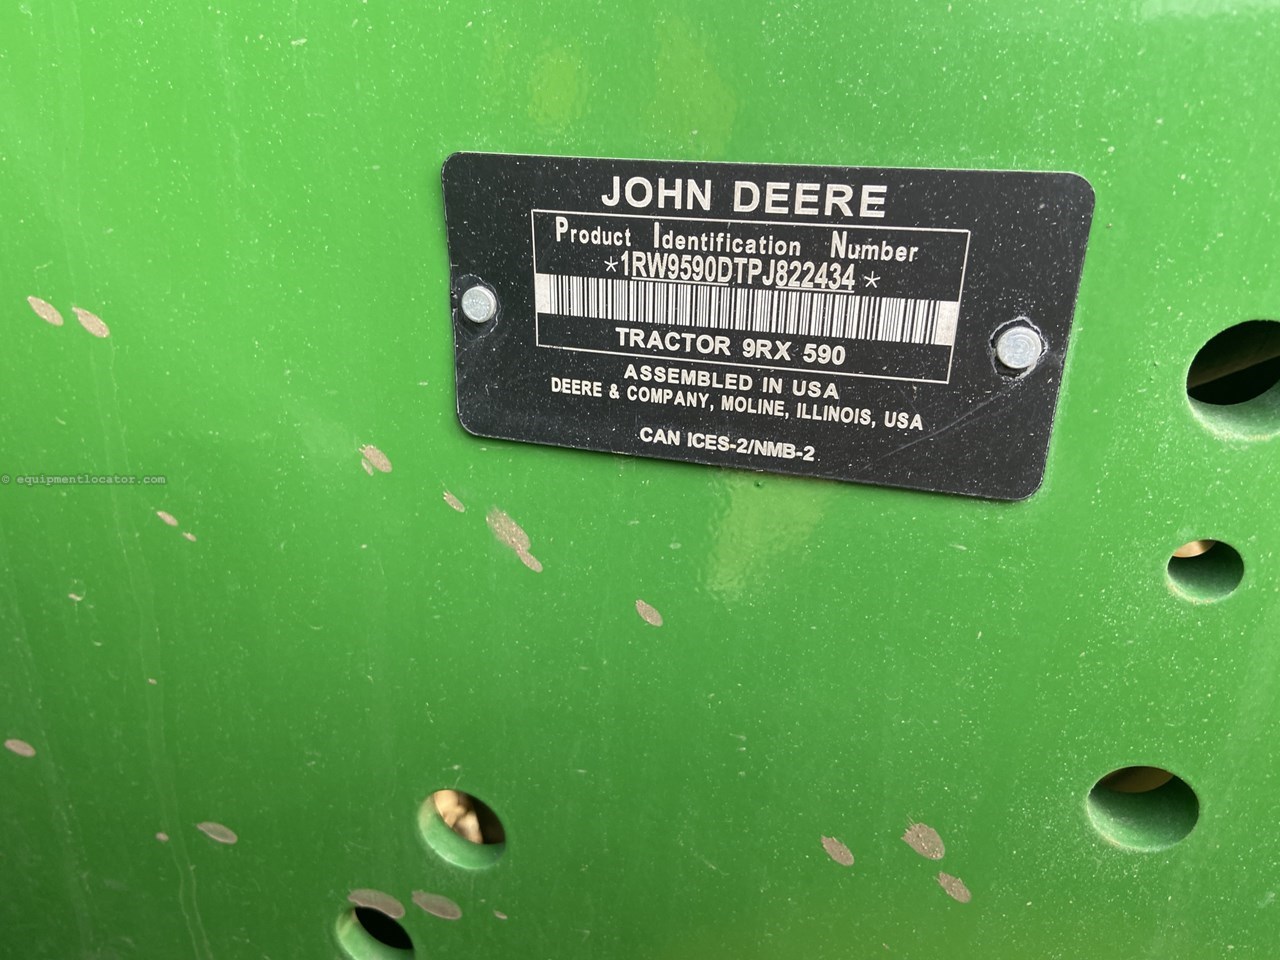 JOHN DEERE
Product Identification Number
*1RW9590DTPJ822434*
TRACTOR 9RX 590
ASSEMBLED IN USA
DEERE & COMPANY, MOLINE, ILLINOIS, USA
CAN ICES-2/NMB-2
© equipmentlocator.com